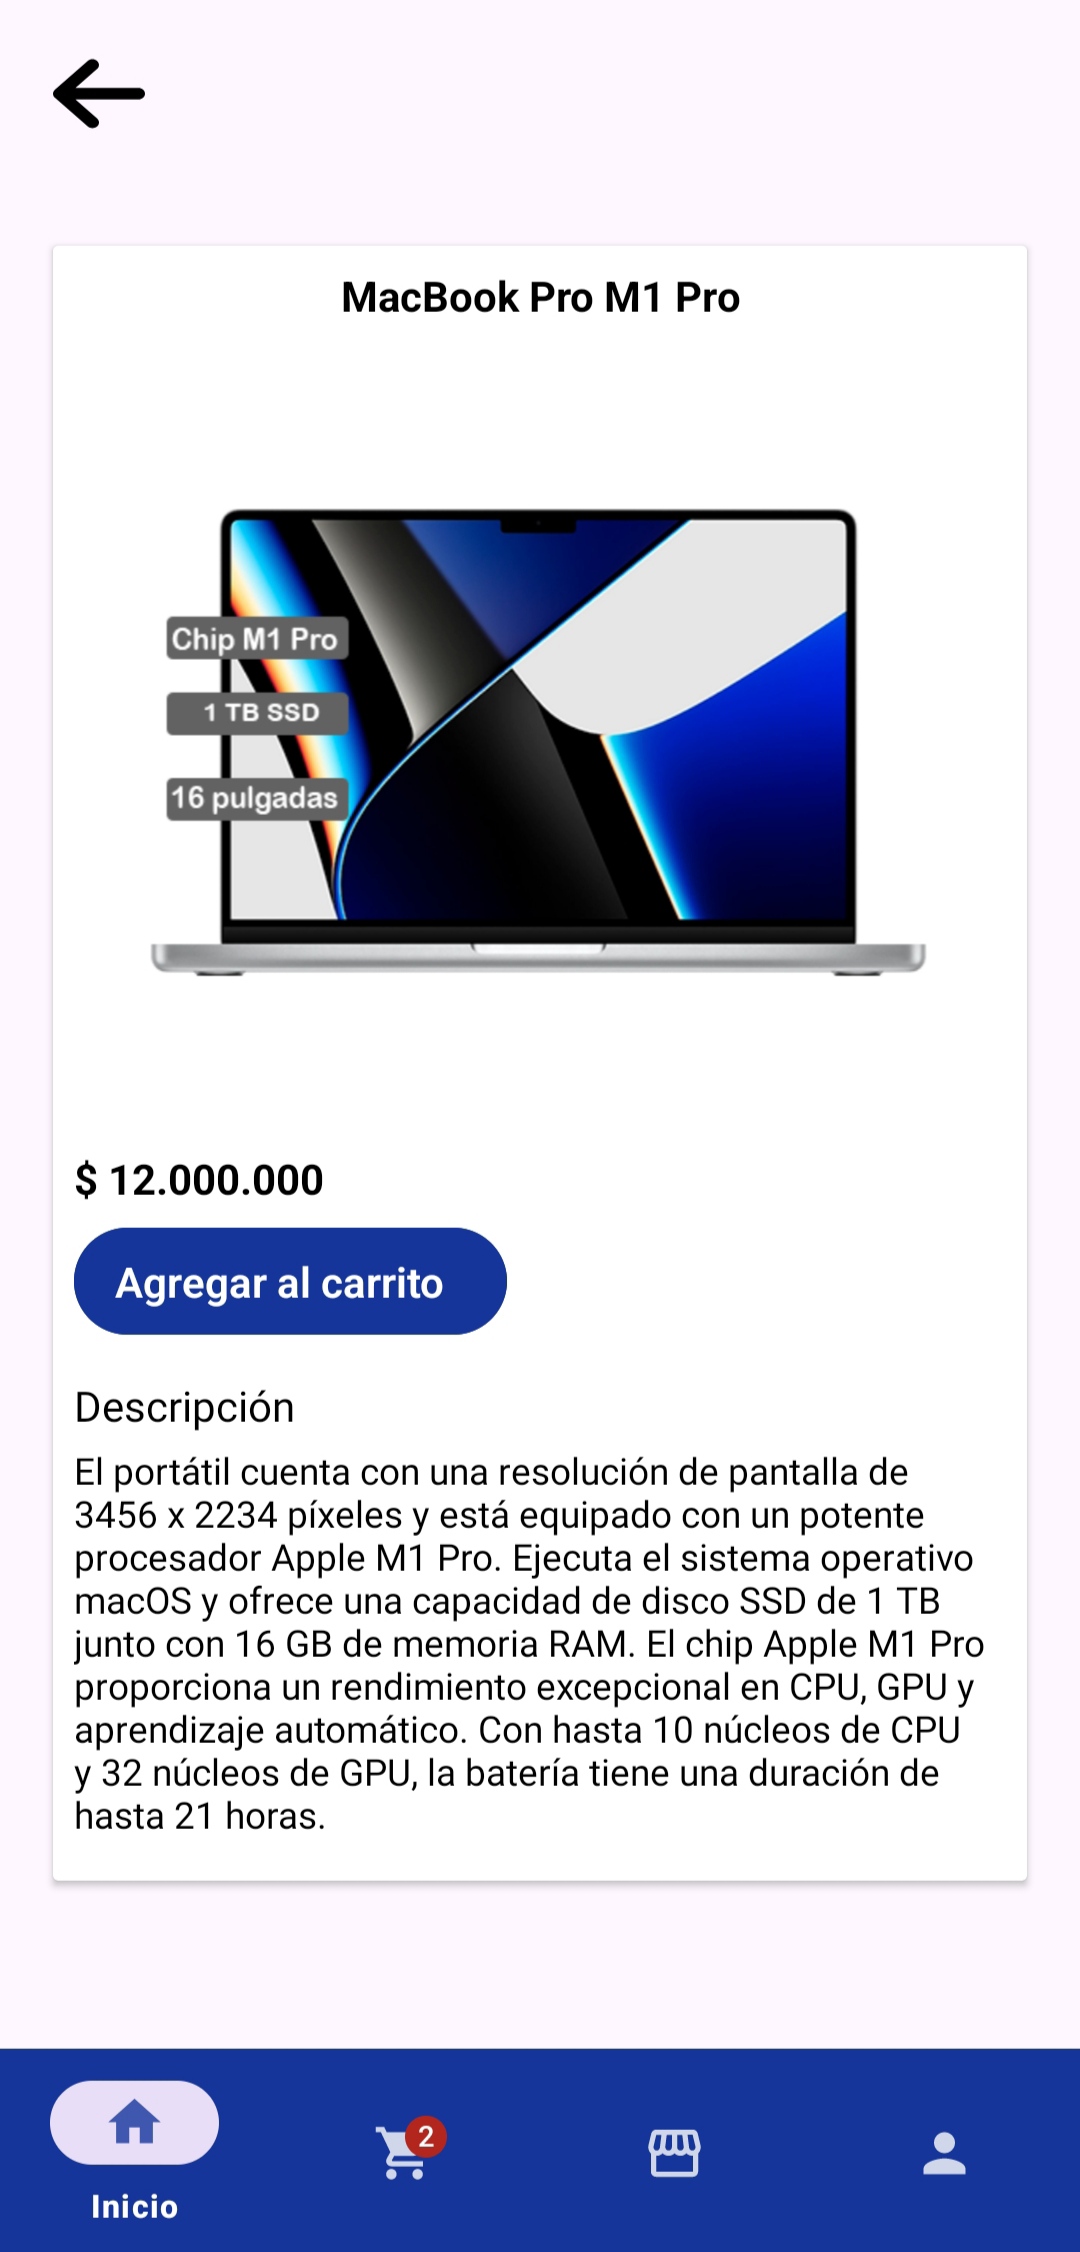 MacBook Pro M1 Pro
Chip M1 Pro
1 TB SSD
16 pulgadas
$ 12.000.000
Agregar al carrito
Descripción
El portátil cuenta con una resolución de pantalla de
3456 x 2234 píxeles y está equipado con un potente
procesador Apple M1 Pro. Ejecuta el sistema operativo
macOS y ofrece una capacidad de disco SSD de 1 TB
junto con 16 GB de memoria RAM. El chip Apple M1 Pro
proporciona un rendimiento excepcional en CPU, GPU y
aprendizaje automático. Con hasta 10 núcleos de CPU
y 32 núcleos de GPU, la batería tiene una duración de
hasta 21 horas.
2
Inicio